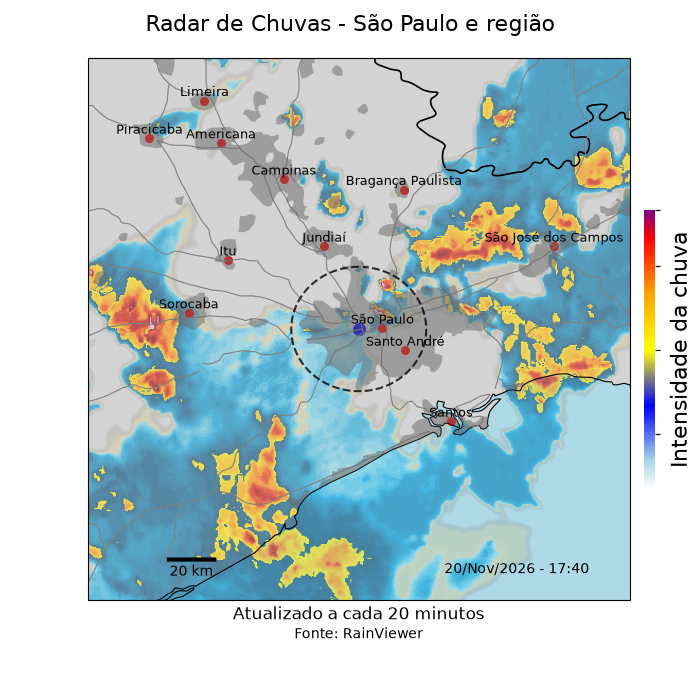 Radar de Chuvas - São Paulo e região
Limeira
Piracicaba
Americana
Campinas
Bragança Paulista
Jundiaí
São José dos Campos
Itu
Sorocaba
São Paulo
Santo André
Santos
Intensidade da chuva
20 km
20/Nov/2026 - 17:40
Atualizado a cada 20 minutos
Fonte: RainViewer